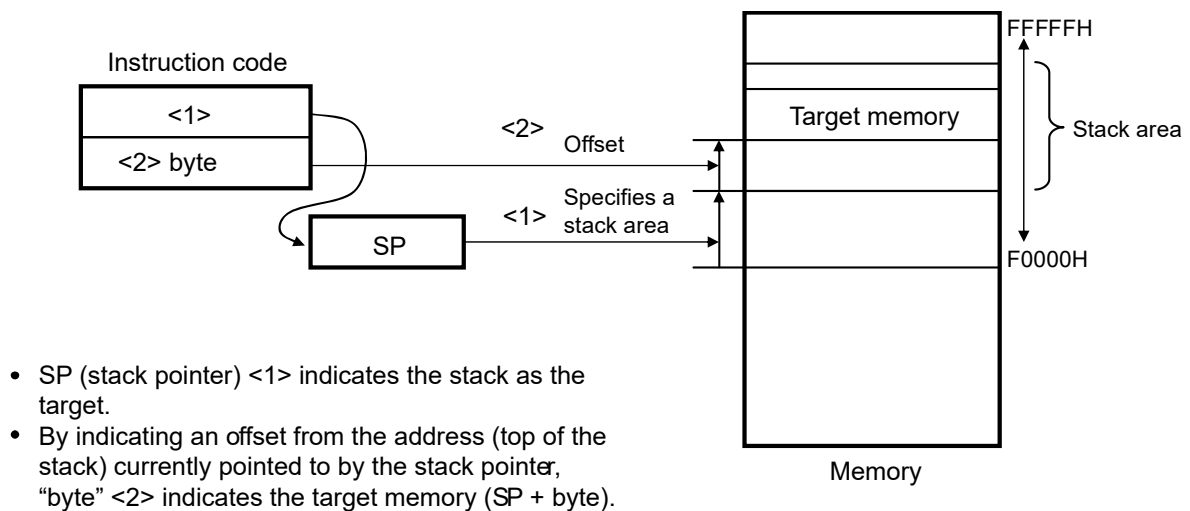 FFFFFH
Instruction code
<1>
<2> byte
<2>
Offset
Target memory
Stack area
Specifies a
stack area
<1>
SP
F0000H
• SP (stack pointer) <1> indicates the stack as the
target.
• By indicating an offset from the address (top of the
stack) currently pointed to by the stack pointer,
“byte” <2> indicates the target memory (SP + byte).
Memory